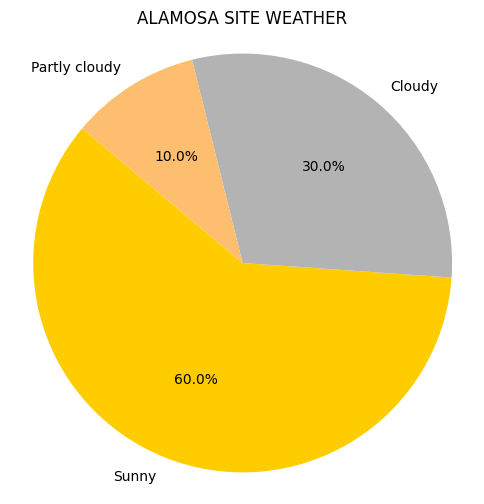 ALAMOSA SITE WEATHER
Partly cloudy
Cloudy
10.0%
30.0%
60.0%
Sunny